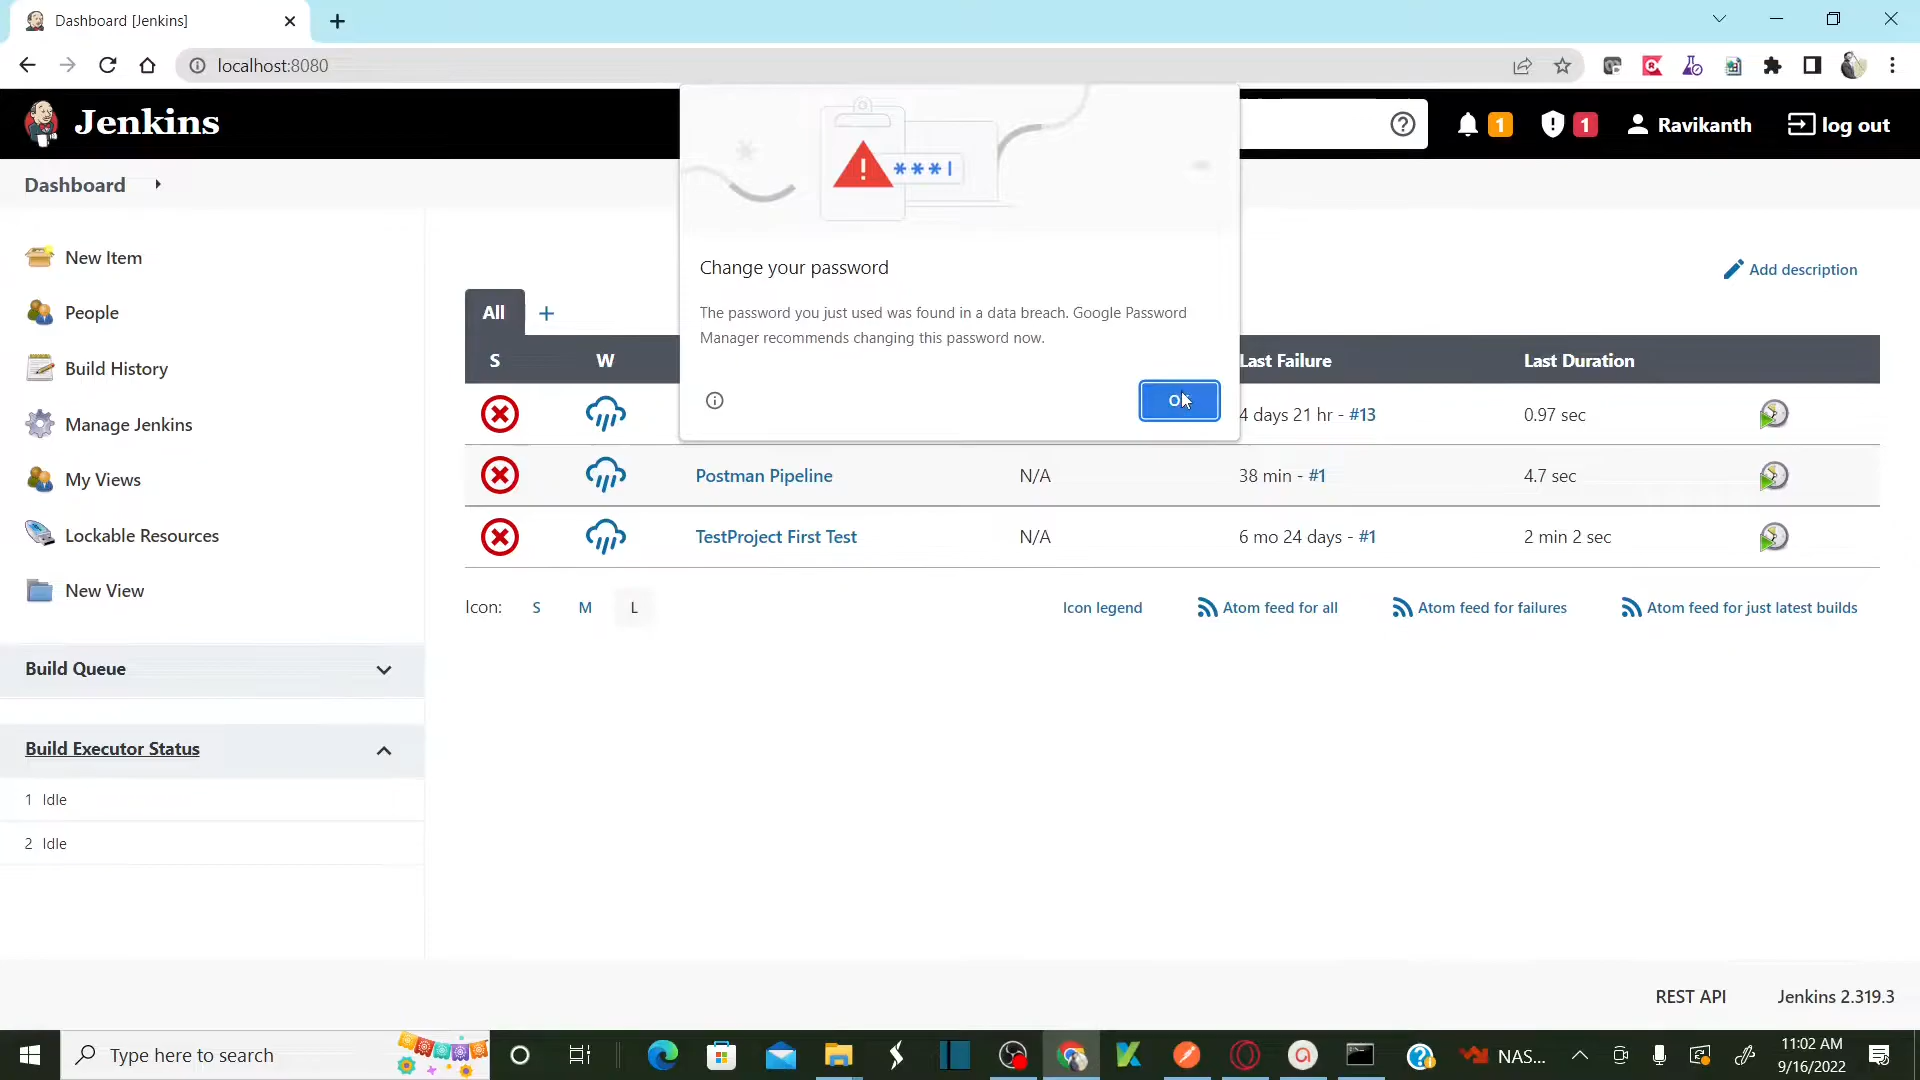 Dashboard [Jenkins]
localhost:8080
Jenkins
1
1
Ravikanth
log out
Dashboard
New Item
People
Build History
Manage Jenkins
My Views
Lockable Resources
New View
Build Queue
Build Executor Status
1 Idle
2 Idle
***
Change your password
The password you just used was found in a data breach. Google Password
Manager recommends changing this password now.
Add description
All +
S W Last Failure Last Duration
4 days 21 hr - #13 0.97 sec
Postman Pipeline N/A 38 min - #1 4.7 sec
TestProject First Test N/A 6 mo 24 days - #1 2 min 2 sec
Icon: S M L Icon legend Atom feed for all Atom feed for failures Atom feed for just latest builds
REST API Jenkins 2.319.3
Type here to search
NAS...
11:02 AM
9/16/2022